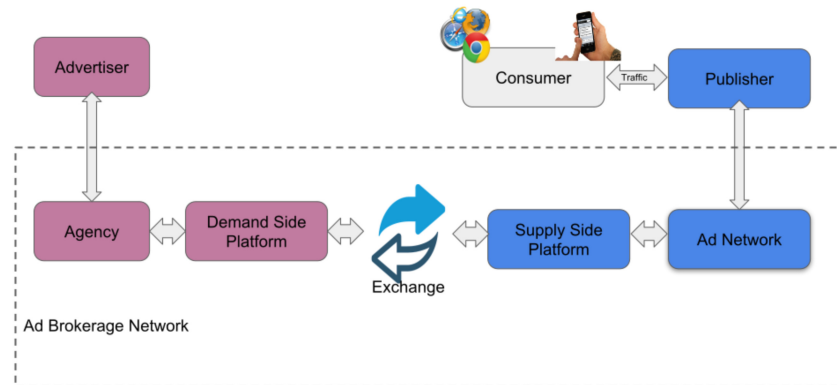 Advertiser
Consumer
Traffic
Publisher
Agency
Demand Side
Platform
Exchange
Supply Side
Platform
Ad Network
Ad Brokerage Network